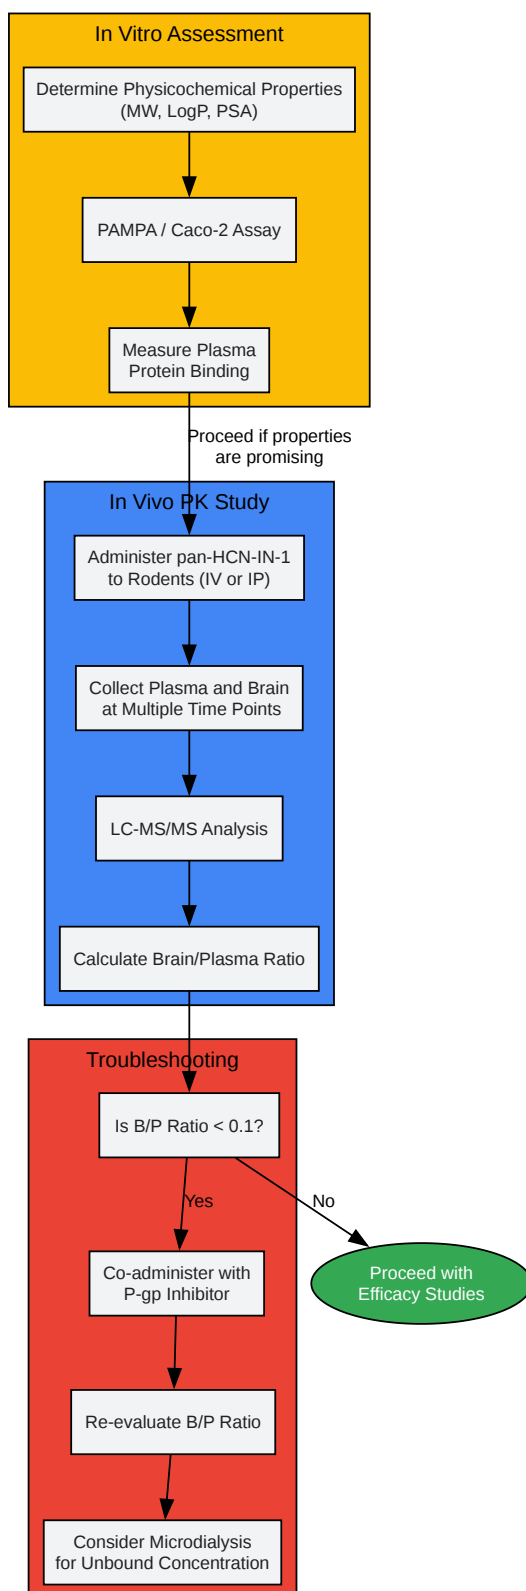 In Vitro Assessment
Determine Physicochemical Properties
(MW, LogP, PSA)
PAMPA / Caco-2 Assay
Measure Plasma
Protein Binding
Proceed if properties
are promising
In Vivo PK Study
Administer pan-HCN-IN-1
to Rodents (IV or IP)
Collect Plasma and Brain
at Multiple Time Points
LC-MS/MS Analysis
Calculate Brain/Plasma Ratio
Troubleshooting
Is B/P Ratio < 0.1?
Yes
No
Co-administer with
P-gp Inhibitor
Proceed with
Efficacy Studies
Re-evaluate B/P Ratio
Consider Microdialysis
for Unbound Concentration